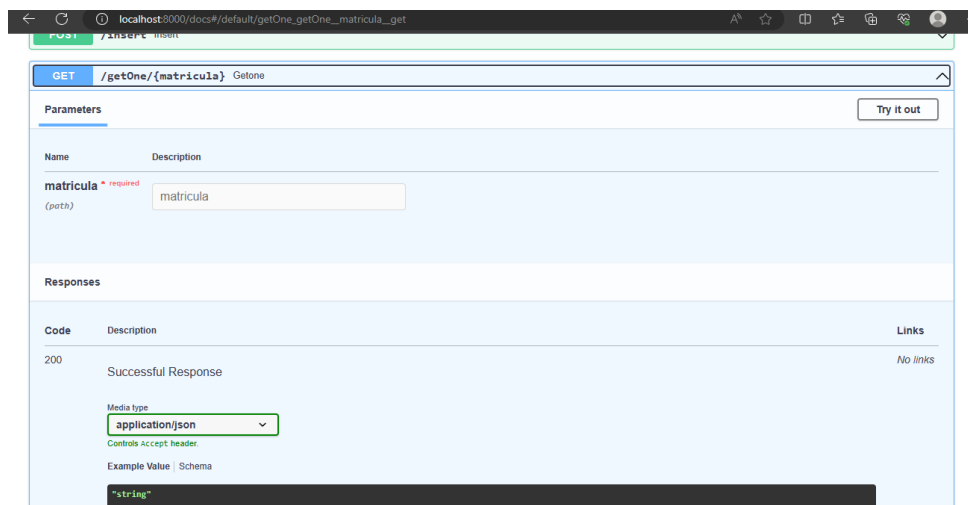 localhost:8000/docs#/default/getOne_getOne__matricula__get
POST /insert Insert
GET /getOne/{matricula} Getone
Parameters
Try it out
Name Description
matricula * required
(path)
matricula
Responses
Code Description Links
200 Successful Response No links
Media type
application/json
Controls Accept header.
Example Value | Schema
"string"